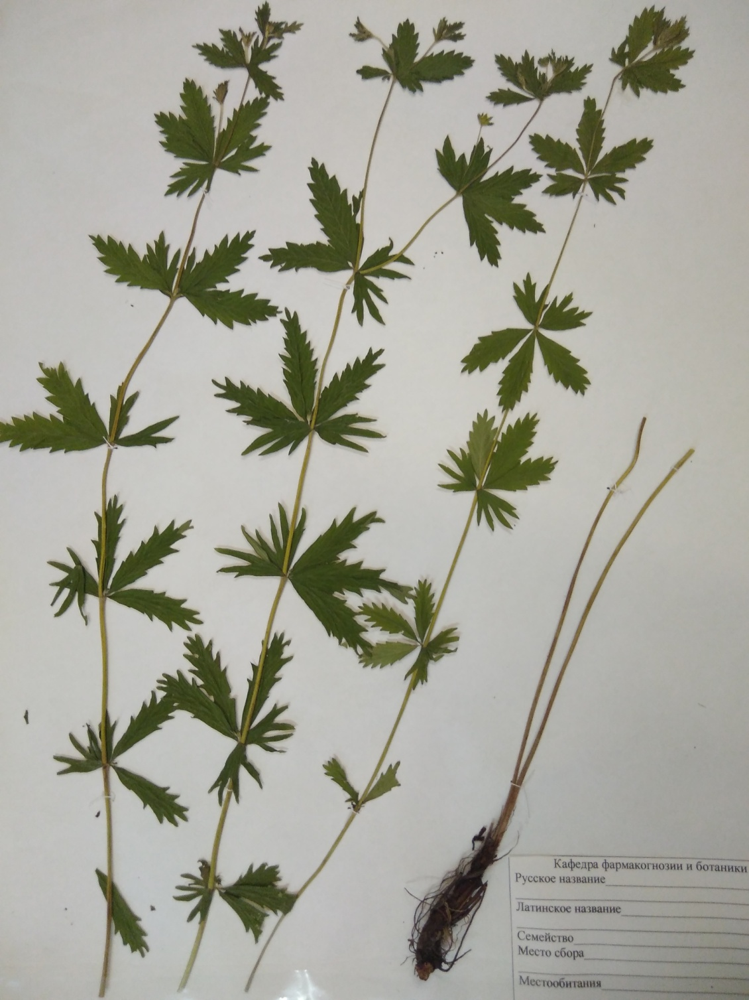 Кафедра фармакогнозии и ботаники
Русское название
Латинское название
Семейство
Место сбора
Местообитания